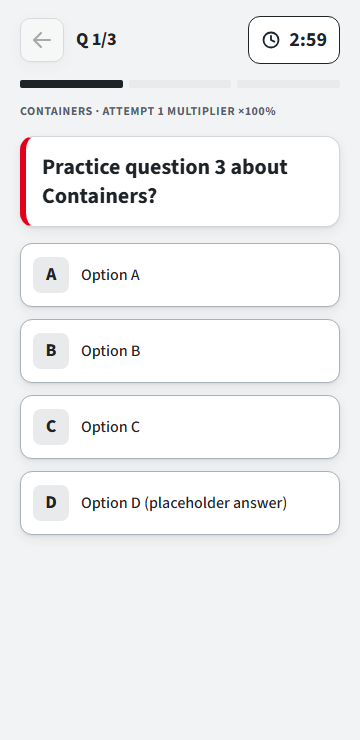 Q 1/3
2:59
CONTAINERS · ATTEMPT 1 MULTIPLIER ×100%
Practice question 3 about
Containers?
A Option A
B Option B
C Option C
D Option D (placeholder answer)